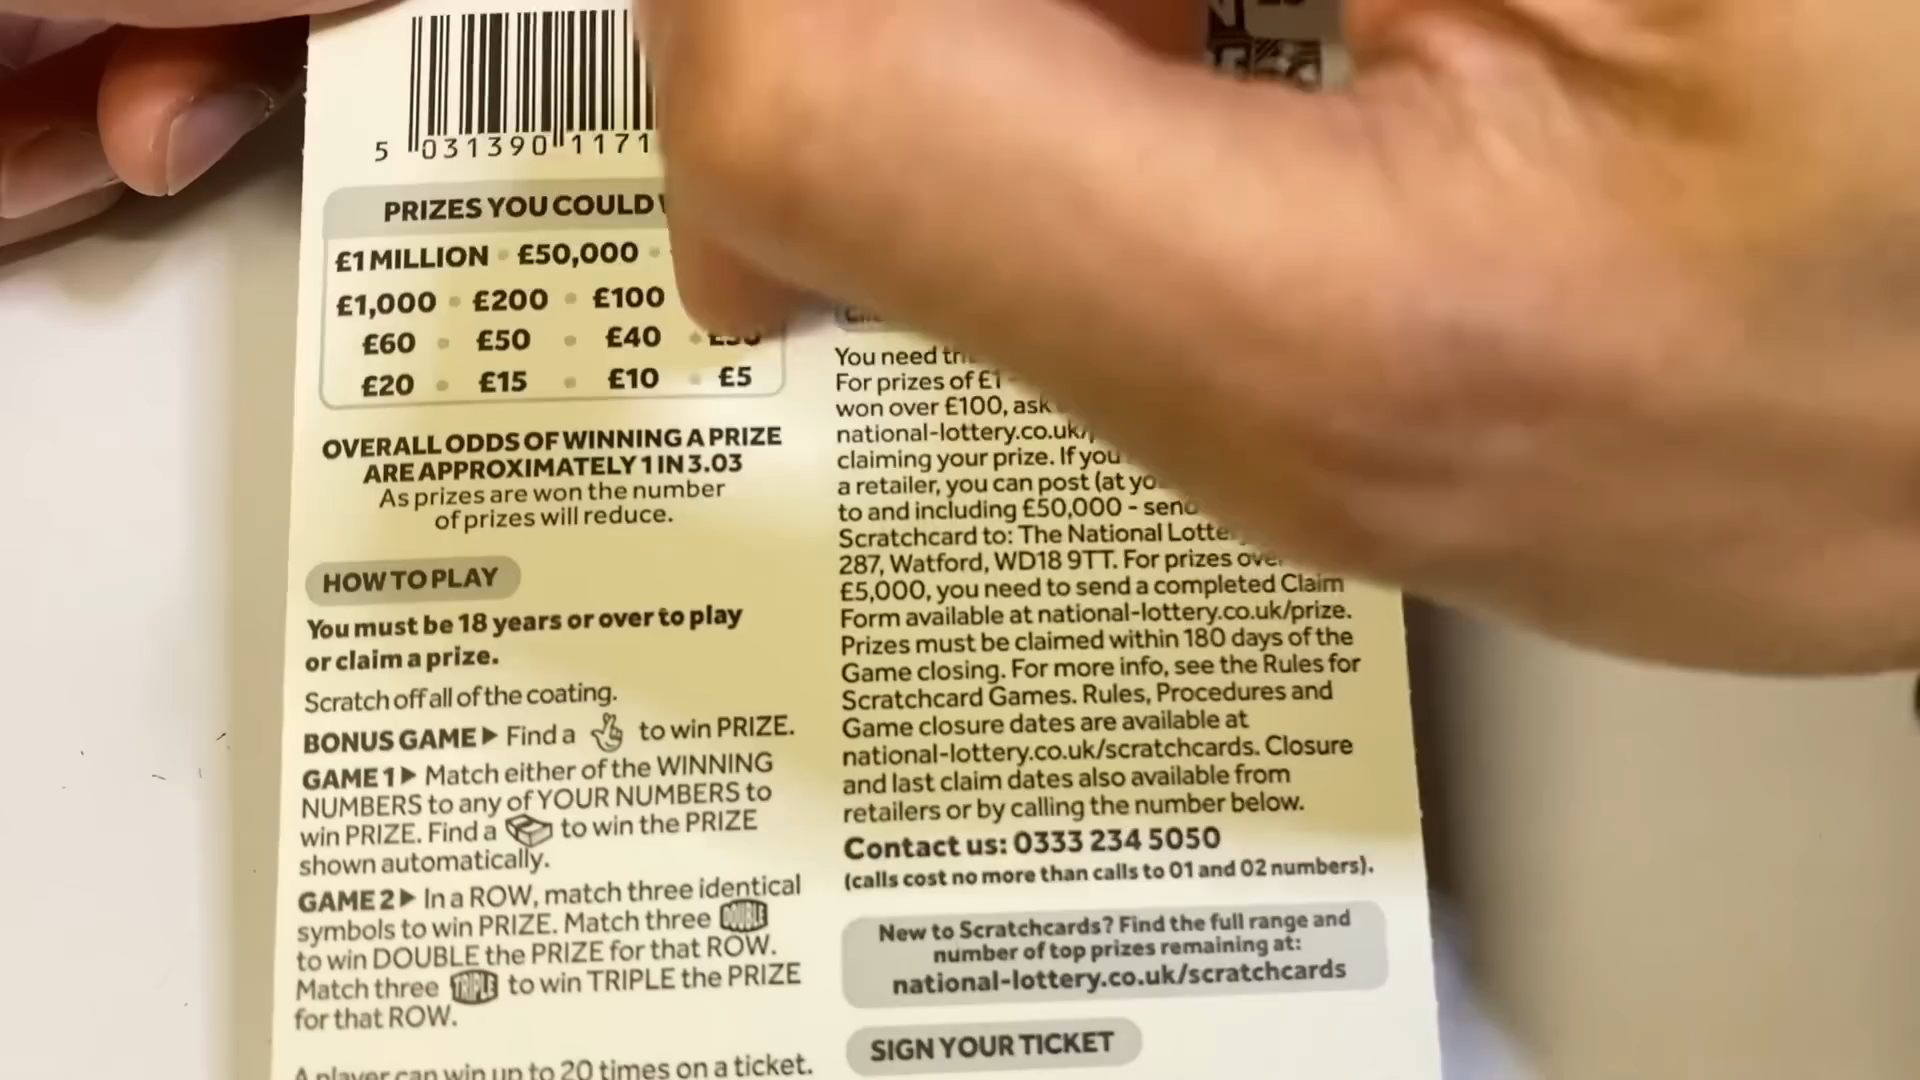 5 031390 1171
PRIZES YOU COULD
£1 MILLION • £50,000 •
£1,000 • £200 • £100
£60 • £50 • £40
£20 • £15 • £10 • £5
OVERALL ODDS OF WINNING A PRIZE
ARE APPROXIMATELY 1 IN 3.03
As prizes are won the number
of prizes will reduce.
HOW TO PLAY
You must be 18 years or over to play
or claim a prize.
Scratch off all of the coating.
BONUS GAME ▶ Find a to win PRIZE.
GAME 1 ▶ Match either of the WINNING
NUMBERS to any of YOUR NUMBERS to
win PRIZE. Find a to win the PRIZE
shown automatically.
GAME 2 ▶ In a ROW, match three identical
symbols to win PRIZE. Match three DOUBLE
to win DOUBLE the PRIZE for that ROW.
Match three TRIPLE to win TRIPLE the PRIZE
for that ROW.
A player can win up to 20 times on a ticket.
You need
For prizes of £1
won over £100, ask
national-lottery.co.uk/
claiming your prize. If you
a retailer, you can post (at
to and including £50,000 -
Scratchcard to: The National
287, Watford, WD18 9TT. For prizes
£5,000, you need to send a completed Claim
Form available at national-lottery.co.uk/prize.
Prizes must be claimed within 180 days of the
Game closing. For more info, see the Rules for
Scratchcard Games. Rules, Procedures and
Game closure dates are available at
national-lottery.co.uk/scratchcards. Closure
and last claim dates also available from
retailers or by calling the number below.
Contact us: 0333 234 5050
(calls cost no more than calls to 01 and 02 numbers).
New to Scratchcards? Find the full range and
number of top prizes remaining at:
national-lottery.co.uk/scratchcards
SIGN YOUR TICKET